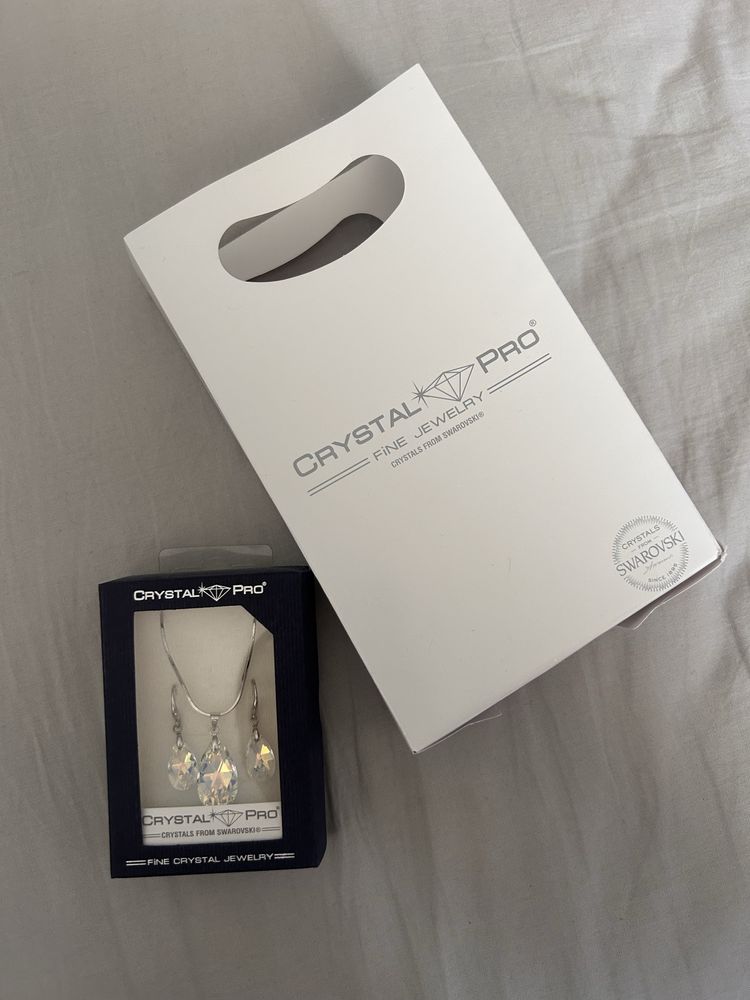 CRYSTAL PRO®
FINE JEWELRY
CRYSTALS FROM SWAROVSKI®
CRYSTALS
FROM
SWAROVSKI
SINCE 1895
CRYSTAL PRO®
CRYSTAL PRO®
CRYSTALS FROM SWAROVSKI®
FINE CRYSTAL JEWELRY